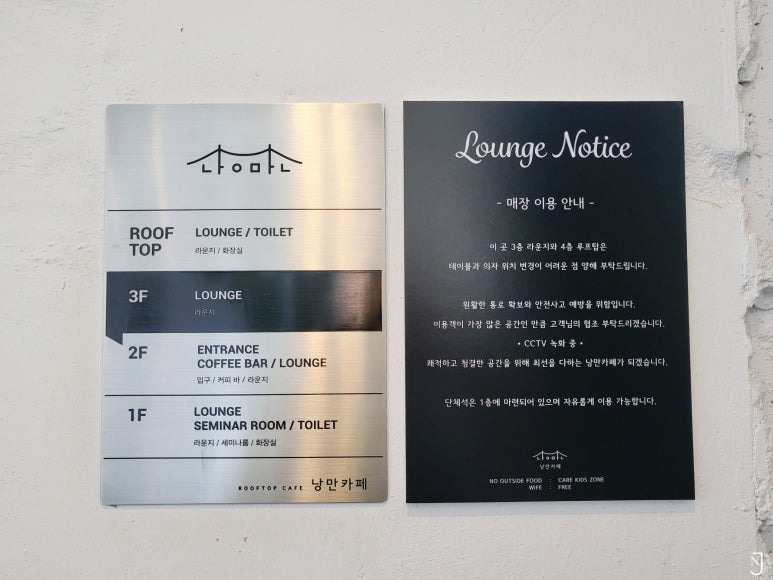 나ㅇ마ㄴ
ROOF TOP
LOUNGE / TOILET
라운지 / 화장실
3F
LOUNGE
라운지
2F
ENTRANCE
COFFEE BAR / LOUNGE
입구 / 커피 바 / 라운지
1F
LOUNGE
SEMINAR ROOM / TOILET
라운지 / 세미나룸 / 화장실
ROOFTOP CAFE 낭만카페
Lounge Notice
- 매장 이용 안내 -
이 곳 3층 라운지와 4층 루프탑은
테이블과 의자 위치 변경이 어려운 점 양해 부탁드립니다.
원활한 통로 확보와 안전사고 예방을 위함입니다.
이용객이 가장 많은 공간인 만큼 고객님의 협조 부탁드리겠습니다.
• CCTV 녹화 중 •
쾌적하고 청결한 공간을 위해 최선을 다하는 낭만카페가 되겠습니다.
단체석은 1층에 마련되어 있으며 자유롭게 이용 가능합니다.
나ㅇ마ㄴ
낭만카페
NO OUTSIDE FOOD : CARE KIDS ZONE
WIFE : FREE